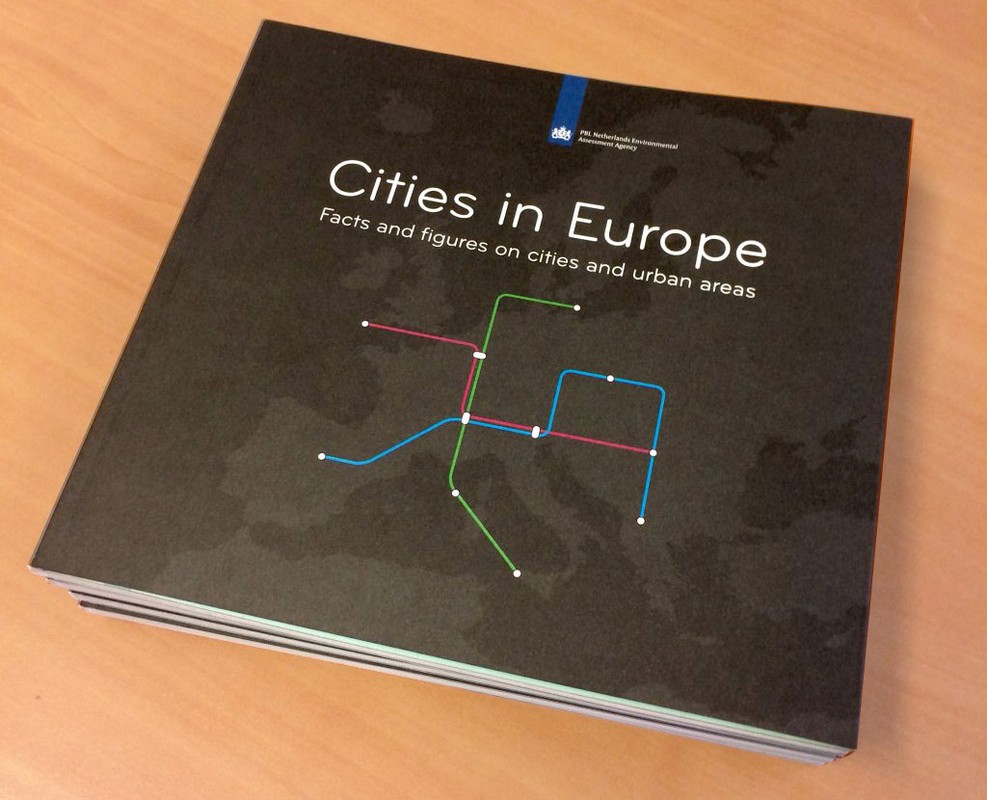 PBL Netherlands Environmental
Assessment Agency
Cities in Europe
Facts and figures on cities and urban areas